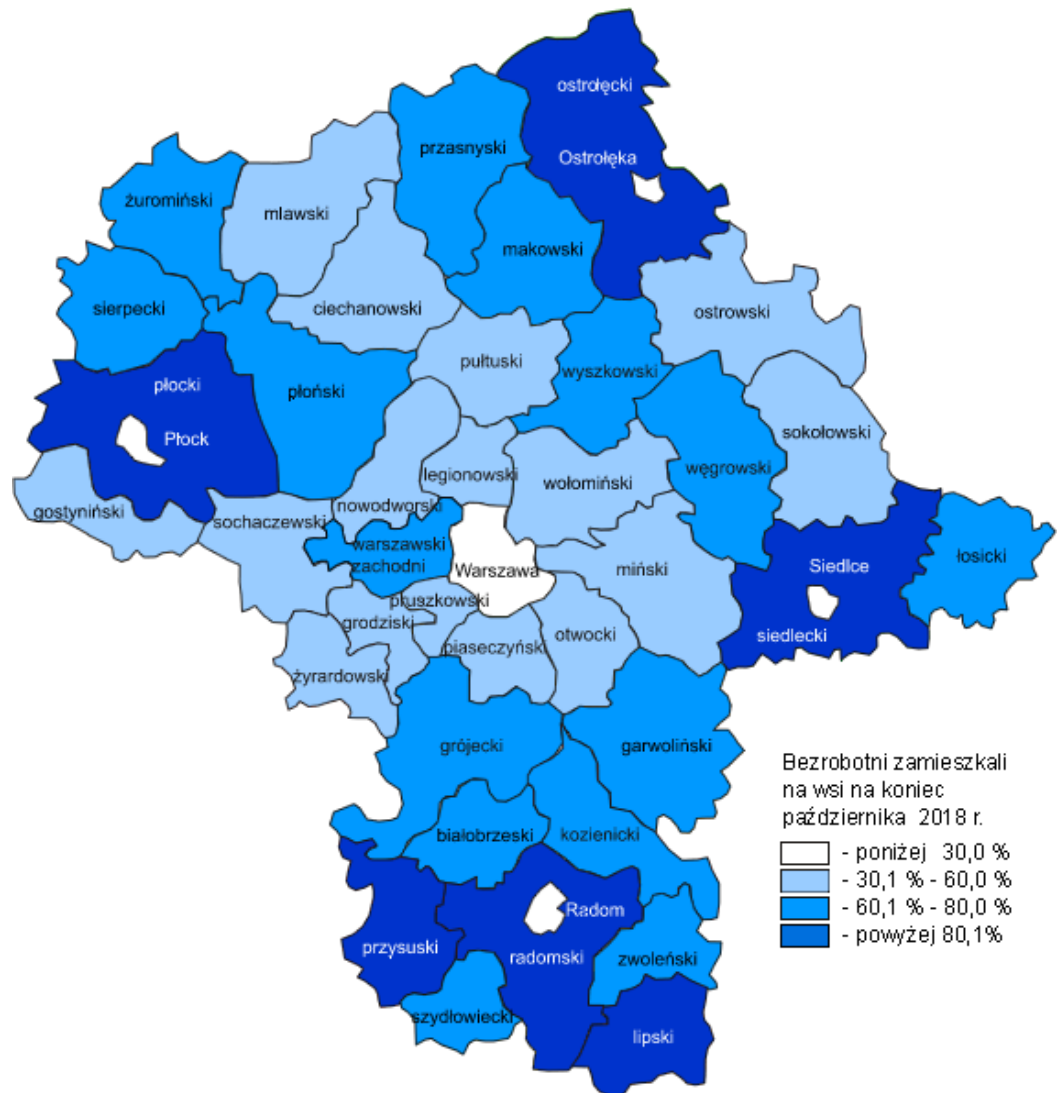 ostrołęcki
przasnyski
Ostrołęka
żuromiński
mlawski
makowski
sierpecki
ciechanowski
ostrowski
pułtuski
wyszkowski
płocki
płoński
Płock
sokołowski
węgrowski
legionowski
wołomiński
nowodworski
gostyniński
sochaczewski
warszawski
zachodni
Warszawa
miński
Siedlce
łosicki
pruszkowski
grodziski
siedlecki
otwocki
piaseczyński
żyrardowski
grójecki
garwoliński
białobrzeski
kozienicki
Radom
przysuski
radomski
zwoleński
szydłowiecki
lipski
Bezrobotni zamieszkali
na wsi na koniec
października 2018 r.
- poniżej 30,0 %
- 30,1 % - 60,0 %
- 60,1 % - 80,0 %
- powyżej 80,1%